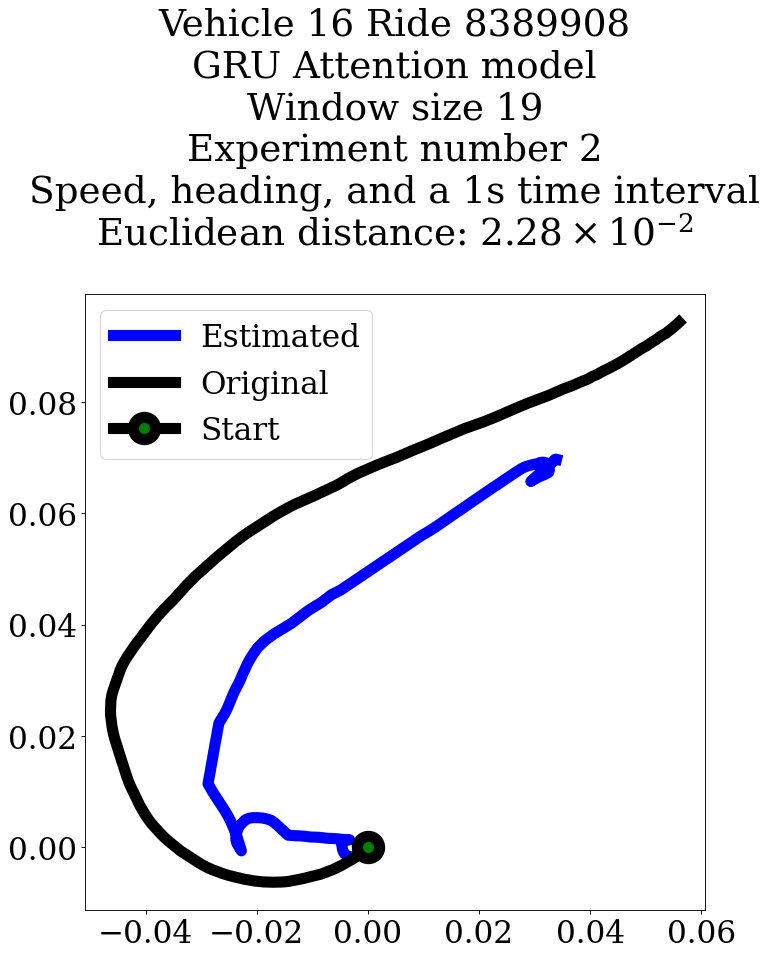 Vehicle 16 Ride 8389908
GRU Attention model
Window size 19
Experiment number 2
Speed, heading, and a 1s time interval
Euclidean distance: 2.28 × 10⁻²
Estimated
Original
Start
0.08
0.06
0.04
0.02
0.00
−0.04 −0.02 0.00 0.02 0.04 0.06